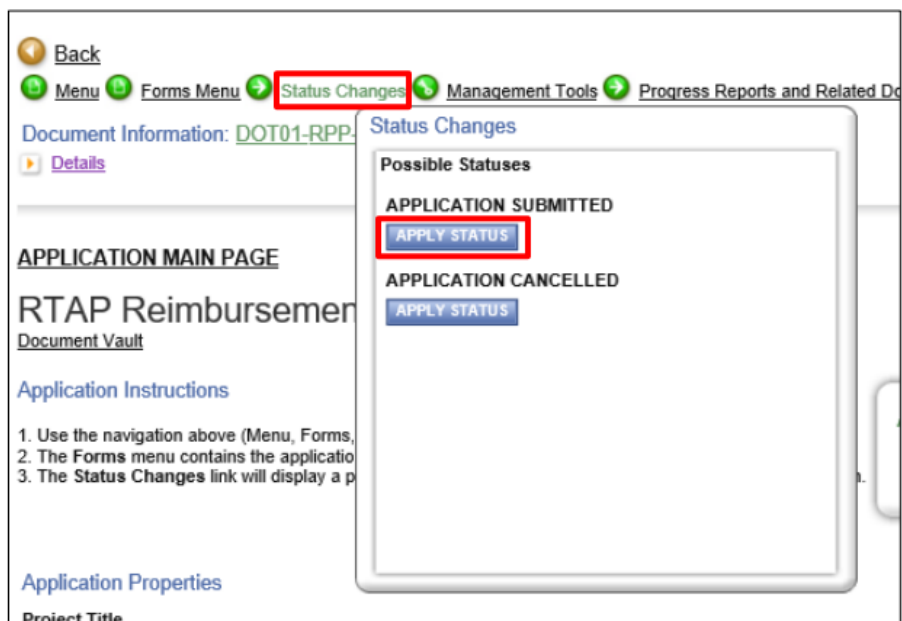 Back
Menu Forms Menu Status Changes Management Tools Progress Reports and Related Do
Document Information: DOT01-RPP-
Details
Status Changes
Possible Statuses
APPLICATION SUBMITTED
APPLY STATUS
APPLICATION CANCELLED
APPLY STATUS
APPLICATION MAIN PAGE
RTAP Reimbursemen
Document Vault
Application Instructions
1. Use the navigation above (Menu, Forms,
2. The Forms menu contains the applicatio
3. The Status Changes link will display a p
Application Properties
Project Title